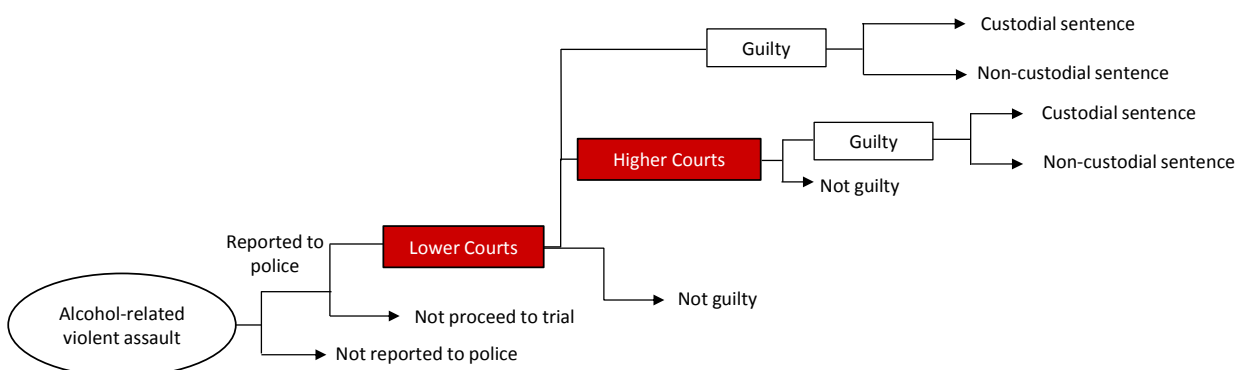 Custodial sentence
Guilty
Non-custodial sentence
Custodial sentence
Guilty
Higher Courts
Non-custodial sentence
Not guilty
Reported to
police
Lower Courts
Not guilty
Alcohol-related
violent assault
Not proceed to trial
Not reported to police